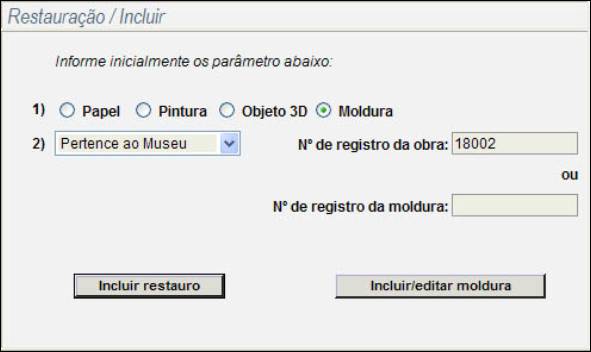 Restauração / Incluir
Informe inicialmente os parâmetro abaixo:
1) Papel Pintura Objeto 3D Moldura
2) Pertence ao Museu Nº de registro da obra: 18002
ou
Nº de registro da moldura:
Incluir restauro Incluir/editar moldura